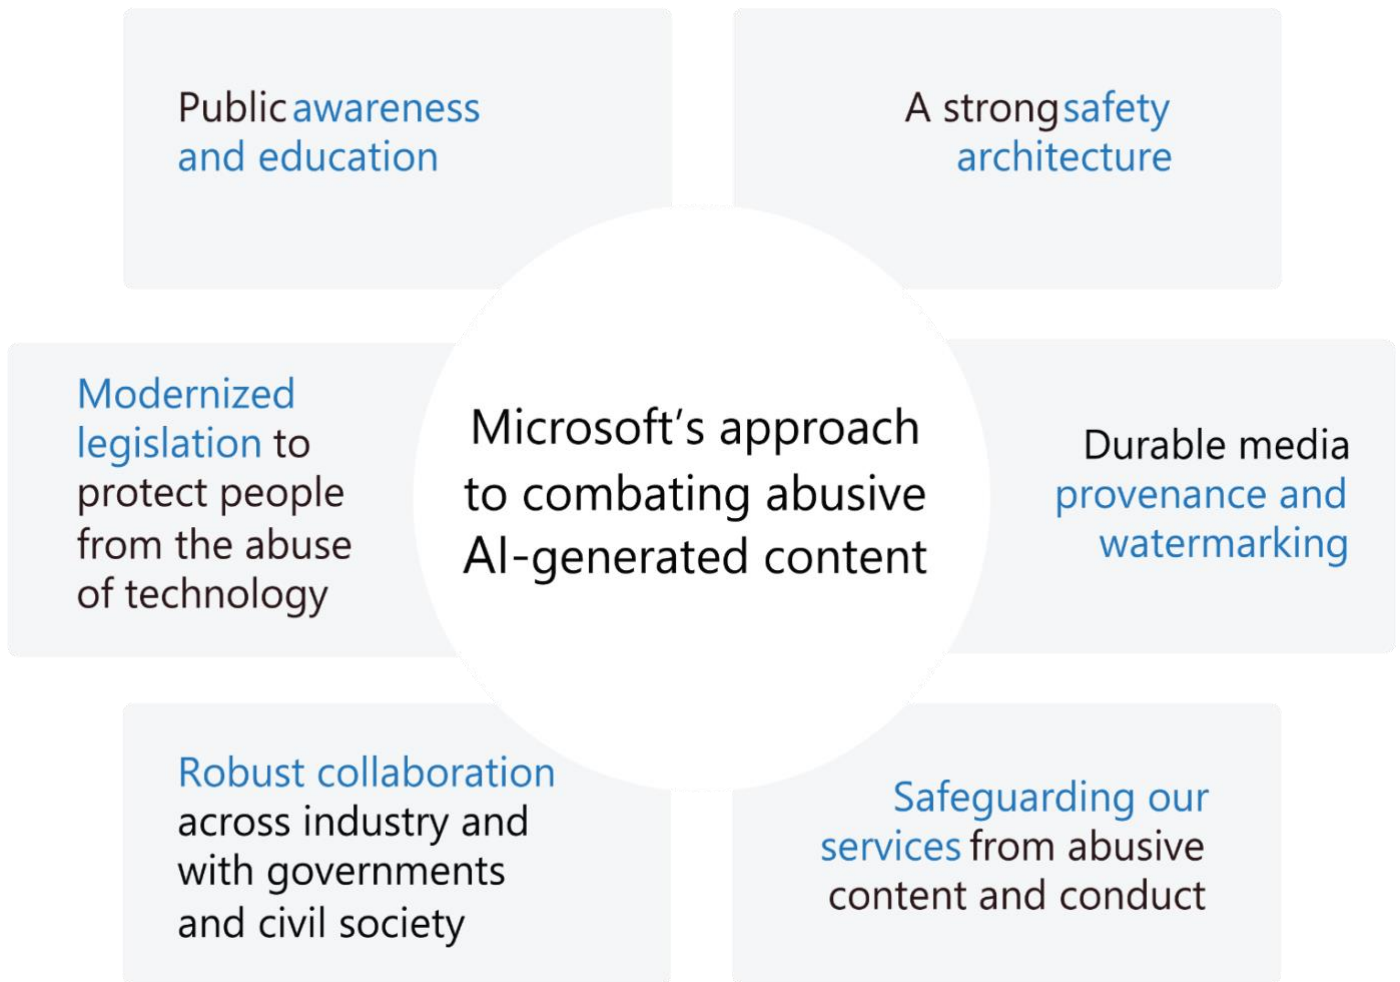 Public awareness
and education
A strong safety
architecture
Modernized
legislation to
protect people
from the abuse
of technology
Microsoft’s approach
to combating abusive
AI-generated content
Durable media
provenance and
watermarking
Robust collaboration
across industry and
with governments
and civil society
Safeguarding our
services from abusive
content and conduct